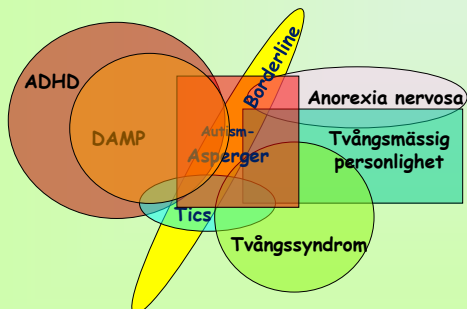 Borderline
ADHD
Anorexia nervosa
DAMP
Autism-
Asperger
Tvångsmässig
personlighet
Tics
Tvångssyndrom